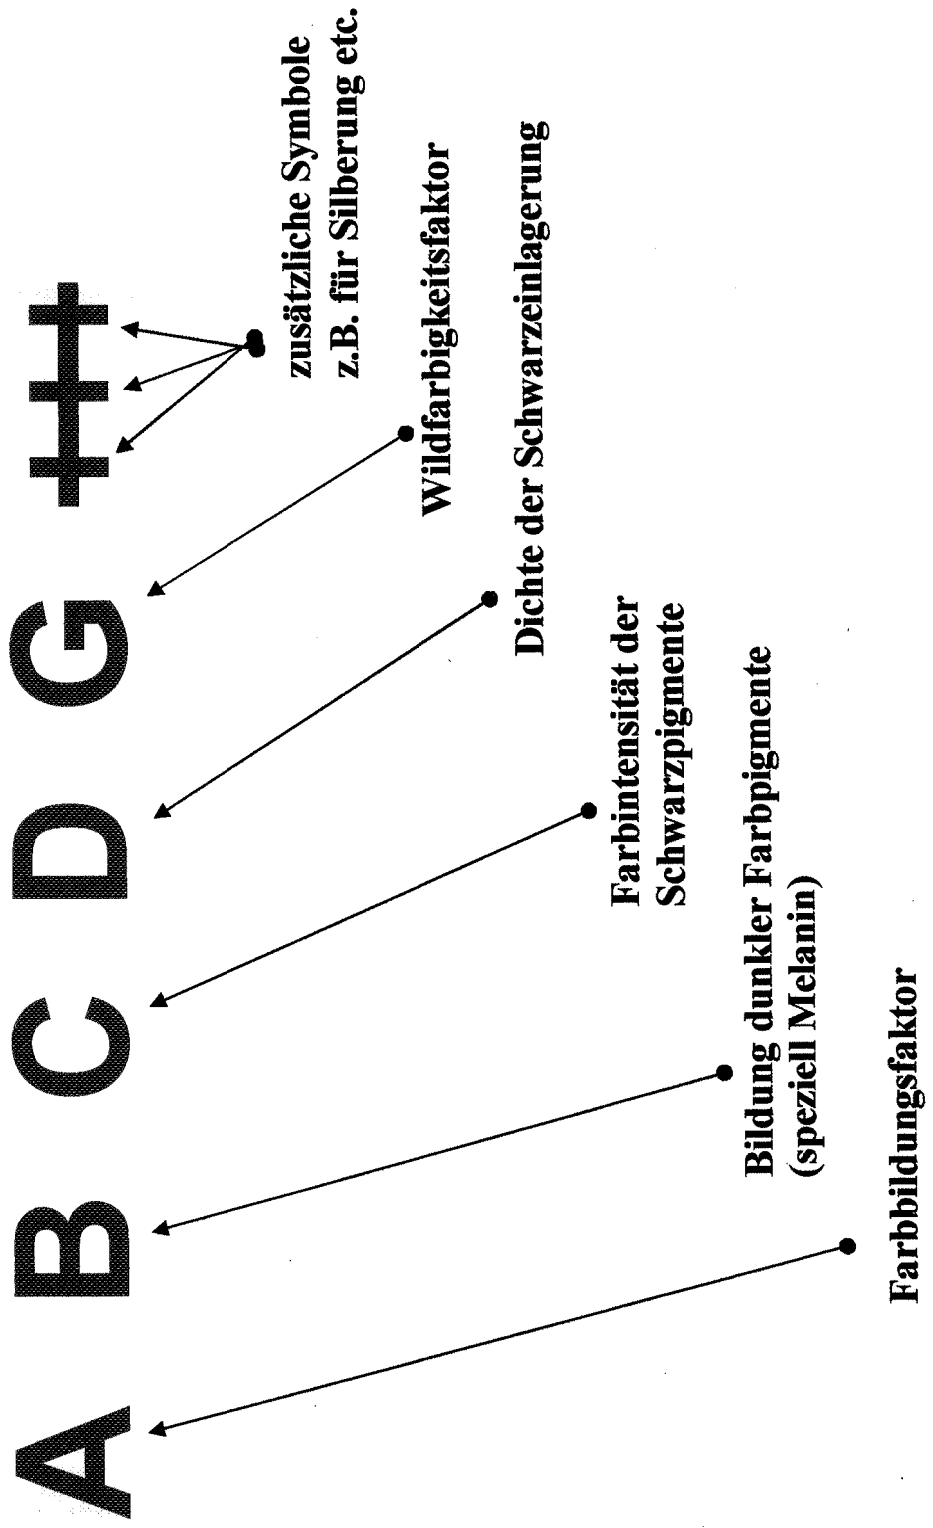 A B C D G +++
zusätzliche Symbole
z.B. für Silberung etc.
Wildfarbigkeitsfaktor
Dichte der Schwarzeinlagerung
Farbintensität der
Schwarzpigmente
Bildung dunkler Farbpigmente
(speziell Melanin)
Farbbildungsfaktor